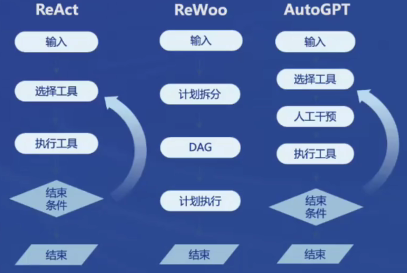 ReAct
输入
选择工具
执行工具
结束
条件
结束
ReWoo
输入
计划拆分
DAG
计划执行
结束
AutoGPT
输入
选择工具
人工干预
执行工具
结束
条件
结束